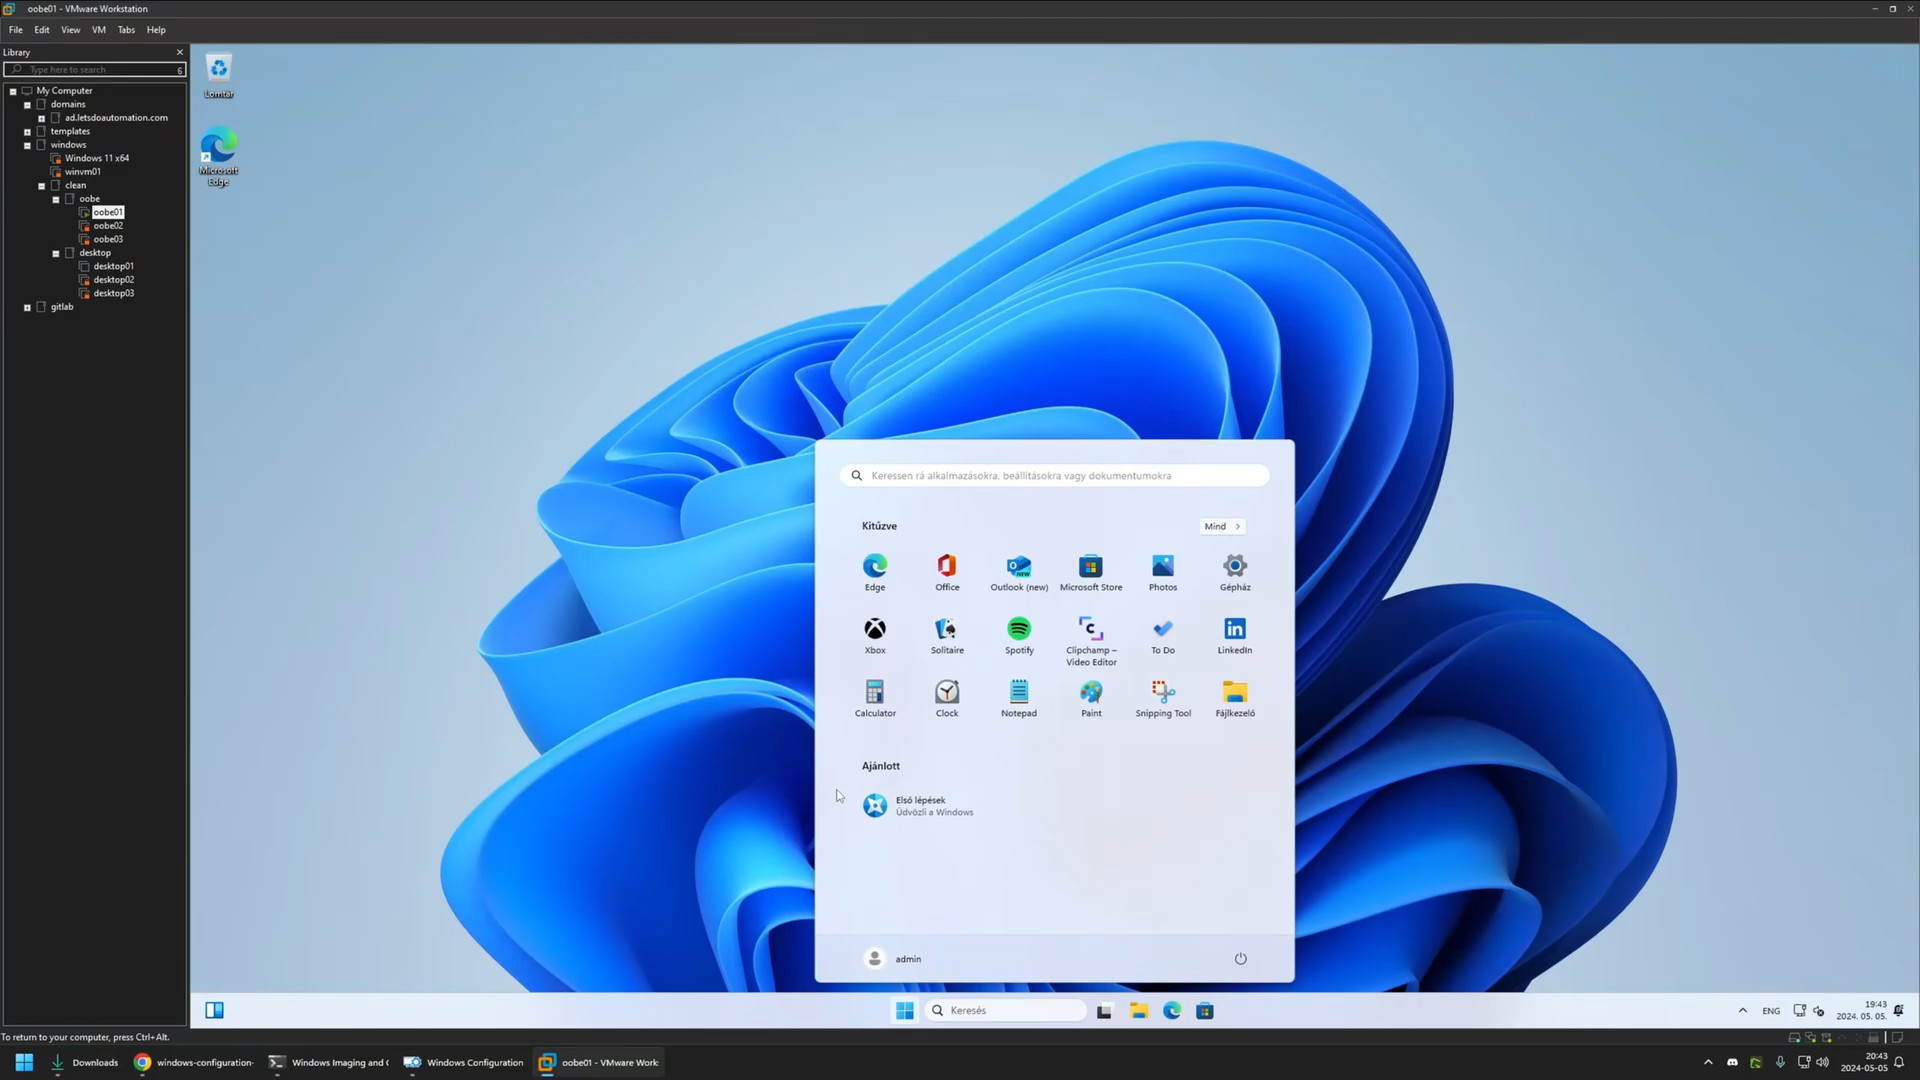 oobe01 - VMware Workstation
File Edit View VM Tabs Help
Library
Type here to search
My Computer
domains
ad.letsdoautomation.com
templates
windows
Windows 11 x64
winvm01
clean
oobe
oobe01
oobe02
oobe03
desktop
desktop01
desktop02
desktop03
gitlab
Lomtár
Microsoft
Edge
Keressen rá alkalmazásokra, beállításokra vagy dokumentumokra
Kitűzve
Mind
Edge
Office
Outlook (new)
Microsoft Store
Photos
Gépház
Xbox
Solitaire
Spotify
Clipchamp –
Video Editor
To Do
LinkedIn
Calculator
Clock
Notepad
Paint
Snipping Tool
Fájlkezelő
Ajánlott
Első lépések
Üdvözli a Windows
admin
Keresés
ENG
19:43
2024. 05. 05.
To return to your computer, press Ctrl+Alt.
Downloads
windows-configuration-
Windows Imaging and C
Windows Configuration
oobe01 - VMware Work
20:43
2024-05-05